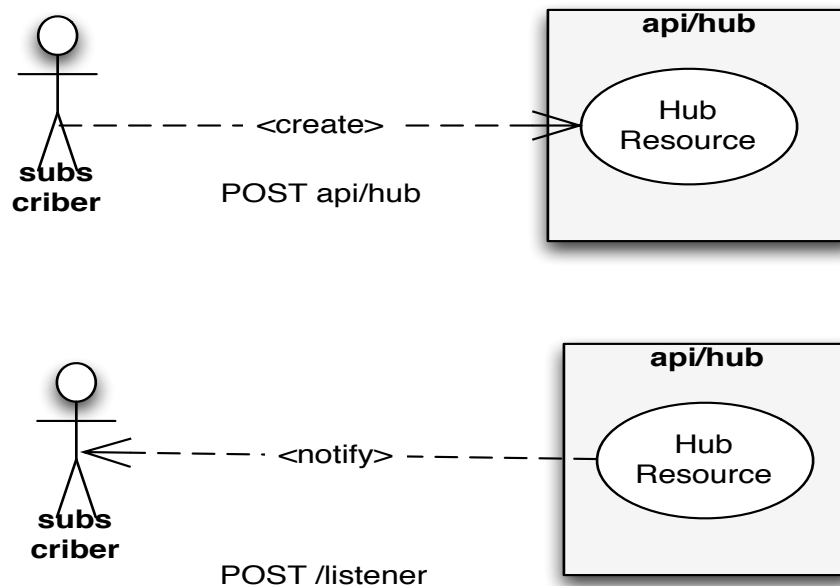 api/hub
<create>
Hub
Resource
subs
criber
POST api/hub
api/hub
<notify>
Hub
Resource
subs
criber
POST /listener